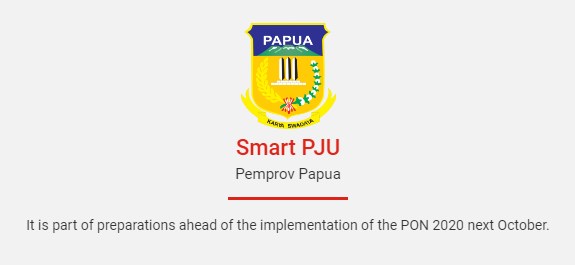 PAPUA
KARYA SWADAYA
Smart PJU
Pemprov Papua
It is part of preparations ahead of the implementation of the PON 2020 next October.